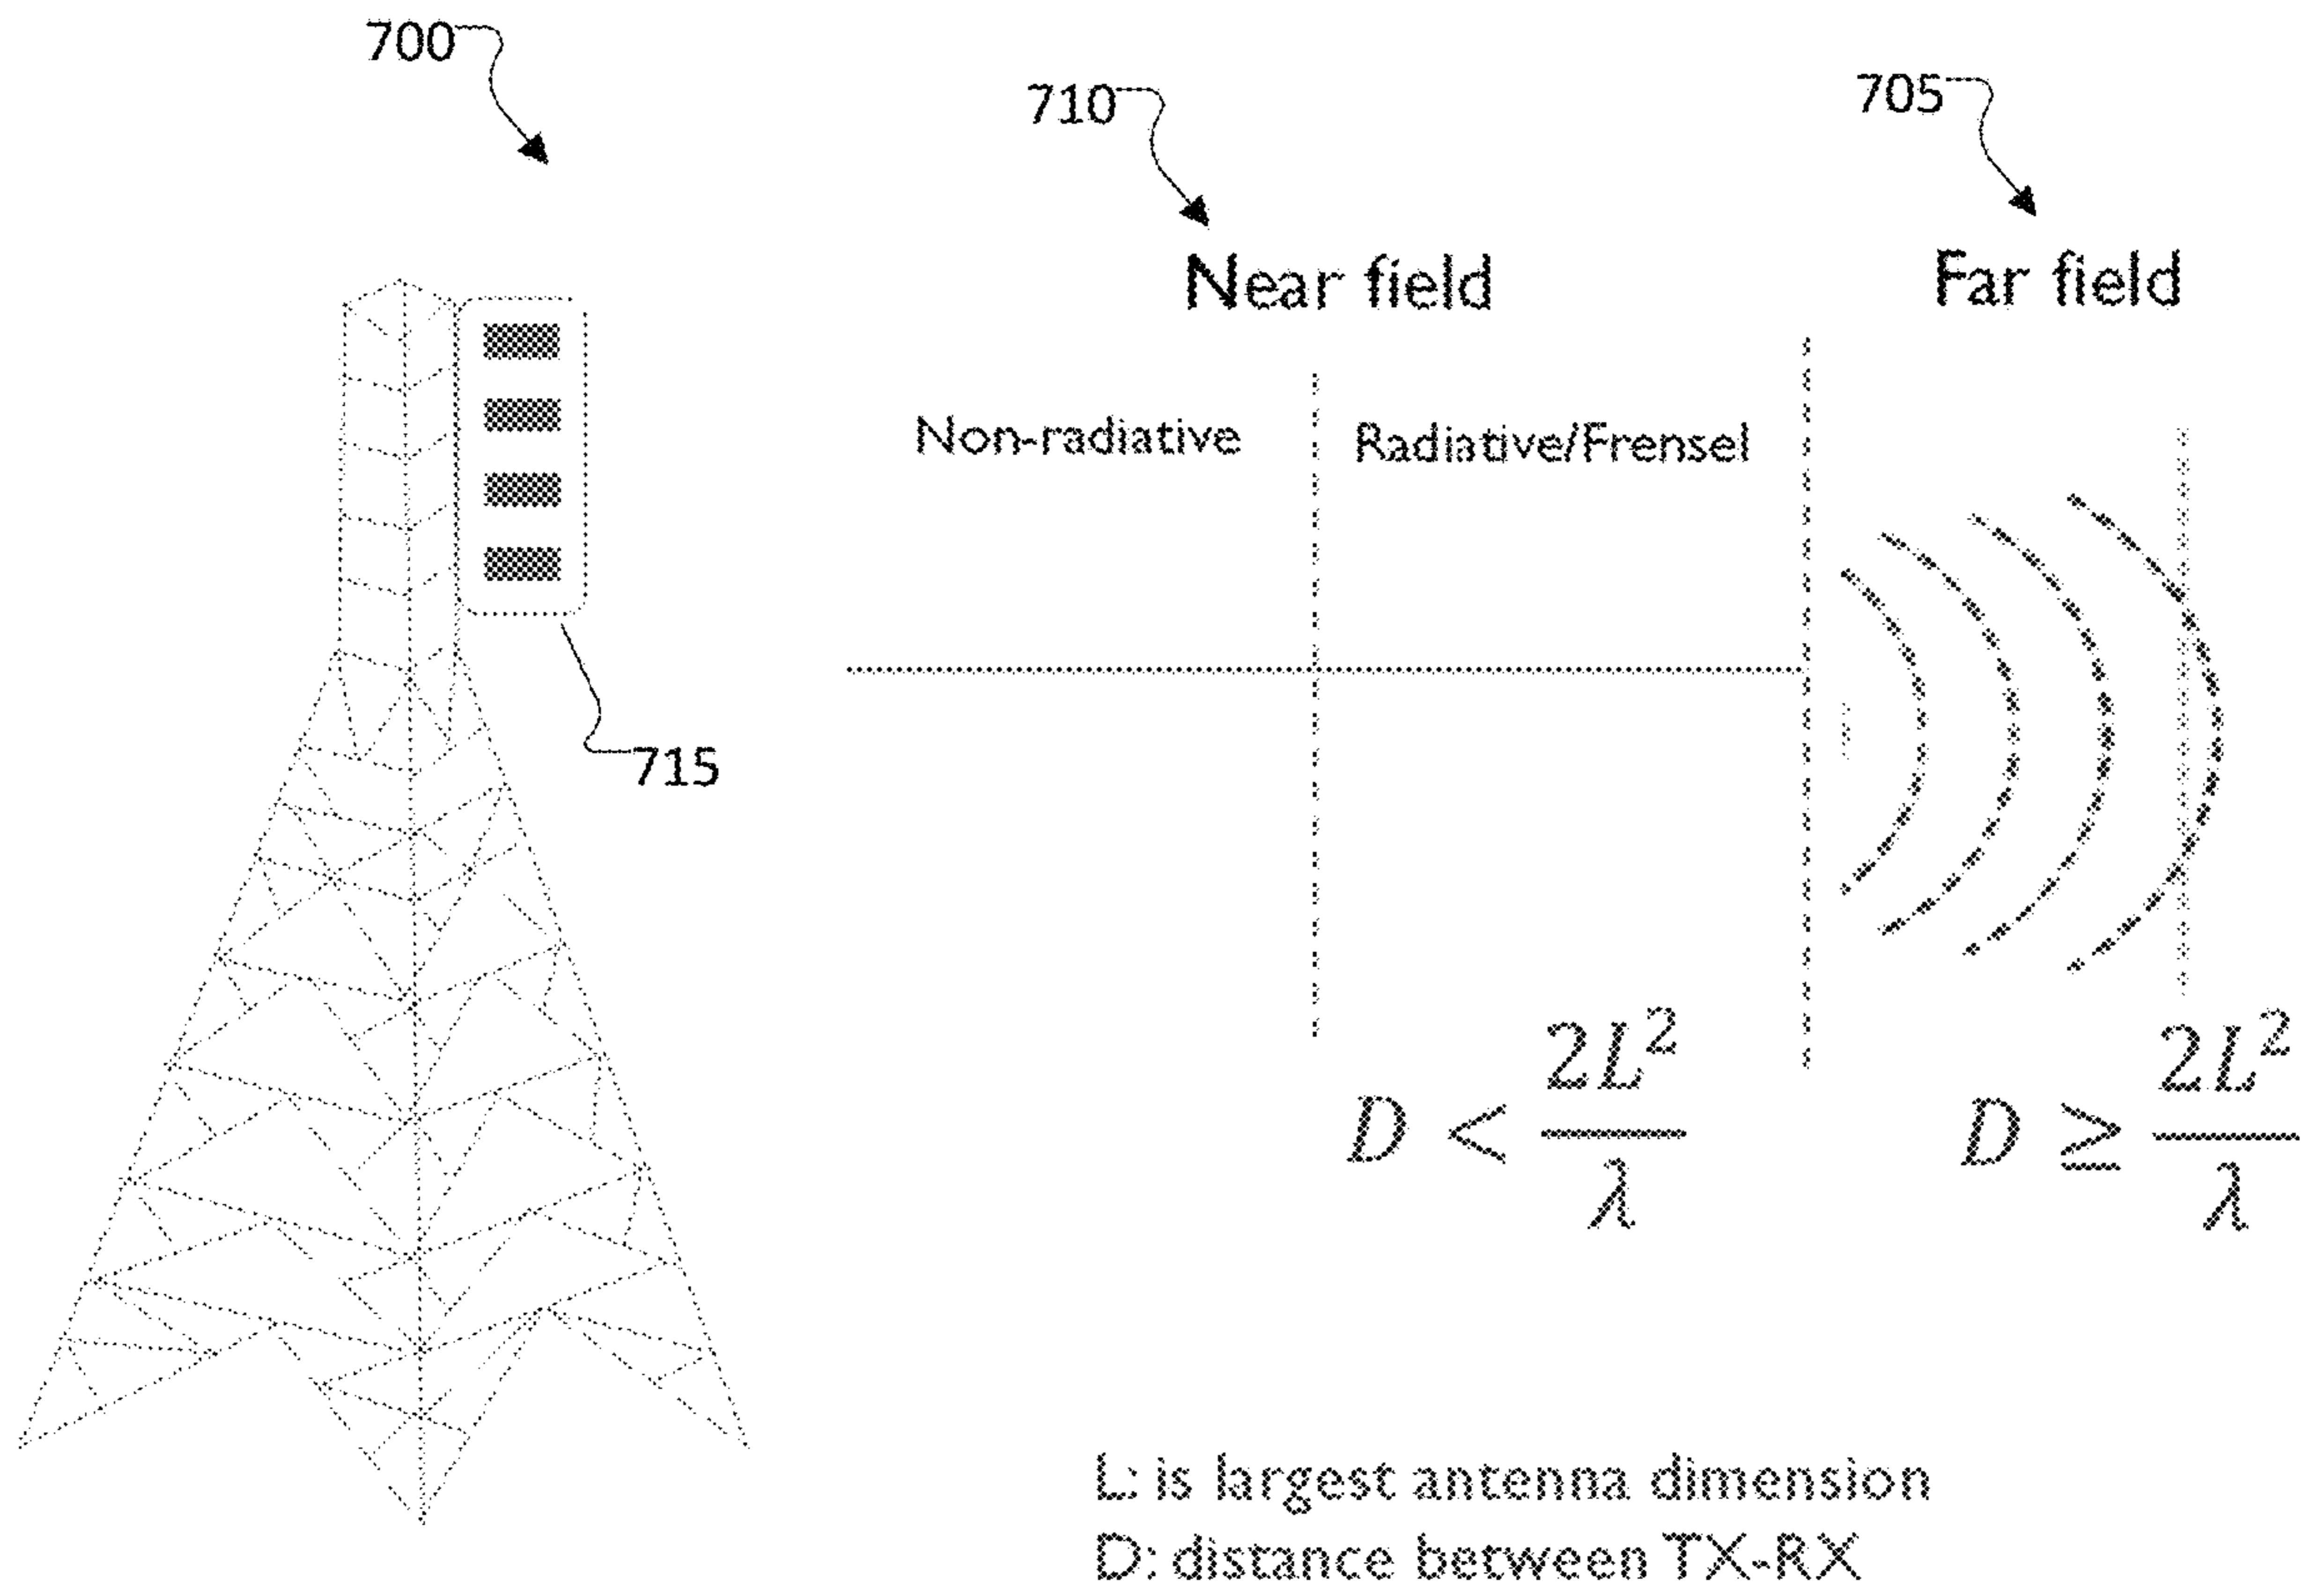 700
710
705
Near field
Far field
Non-radiative
Radiative/Frensel
715
D < 2L²/λ
D ≥ 2L²/λ
L: is largest antenna dimension
D: distance between TX-RX